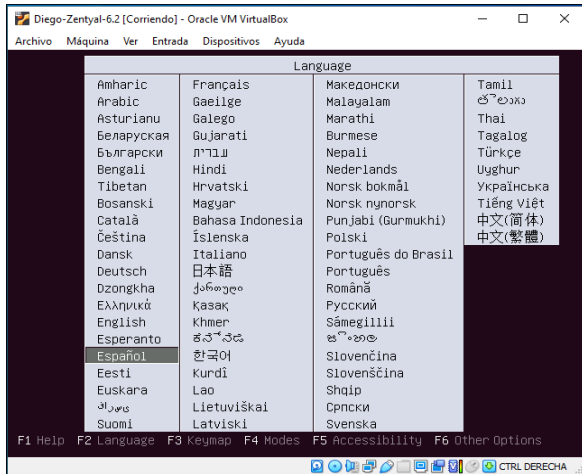 Diego-Zentyal-6.2 [Corriendo] - Oracle VM VirtualBox
Archivo Máquina Ver Entrada Dispositivos Ayuda
Language
Amharic
Arabic
Asturianu
Беларуская
Български
Bengali
Tibetan
Bosanski
Català
Čeština
Dansk
Deutsch
Dzongkha
Ελληνικά
English
Esperanto
Español
Eesti
Euskara
Suomi
Français
Gaeilge
Galego
Gujarati
עברית
Hindi
Hrvatski
Magyar
Bahasa Indonesia
Íslenska
Italiano
日本語
ქართული
Қазақ
Khmer
ಕನ್ನಡ
한국어
Kurdî
Lao
Lietuviškai
Latviski
Македонски
Malayalam
Marathi
Burmese
Nepali
Nederlands
Norsk bokmål
Norsk nynorsk
Punjabi (Gurmukhi)
Polski
Português do Brasil
Português
Română
Русский
Sámegillii
සිංහල
Slovenčina
Slovenščina
Shqip
Српски
Svenska
Tamil
తెలుగు
Thai
Tagalog
Türkçe
Uyghur
Українська
Tiếng Việt
中文(简体)
中文(繁體)
F1 Help F2 Language F3 Keymap F4 Modes F5 Accessibility F6 Other Options
CTRL DERECHA